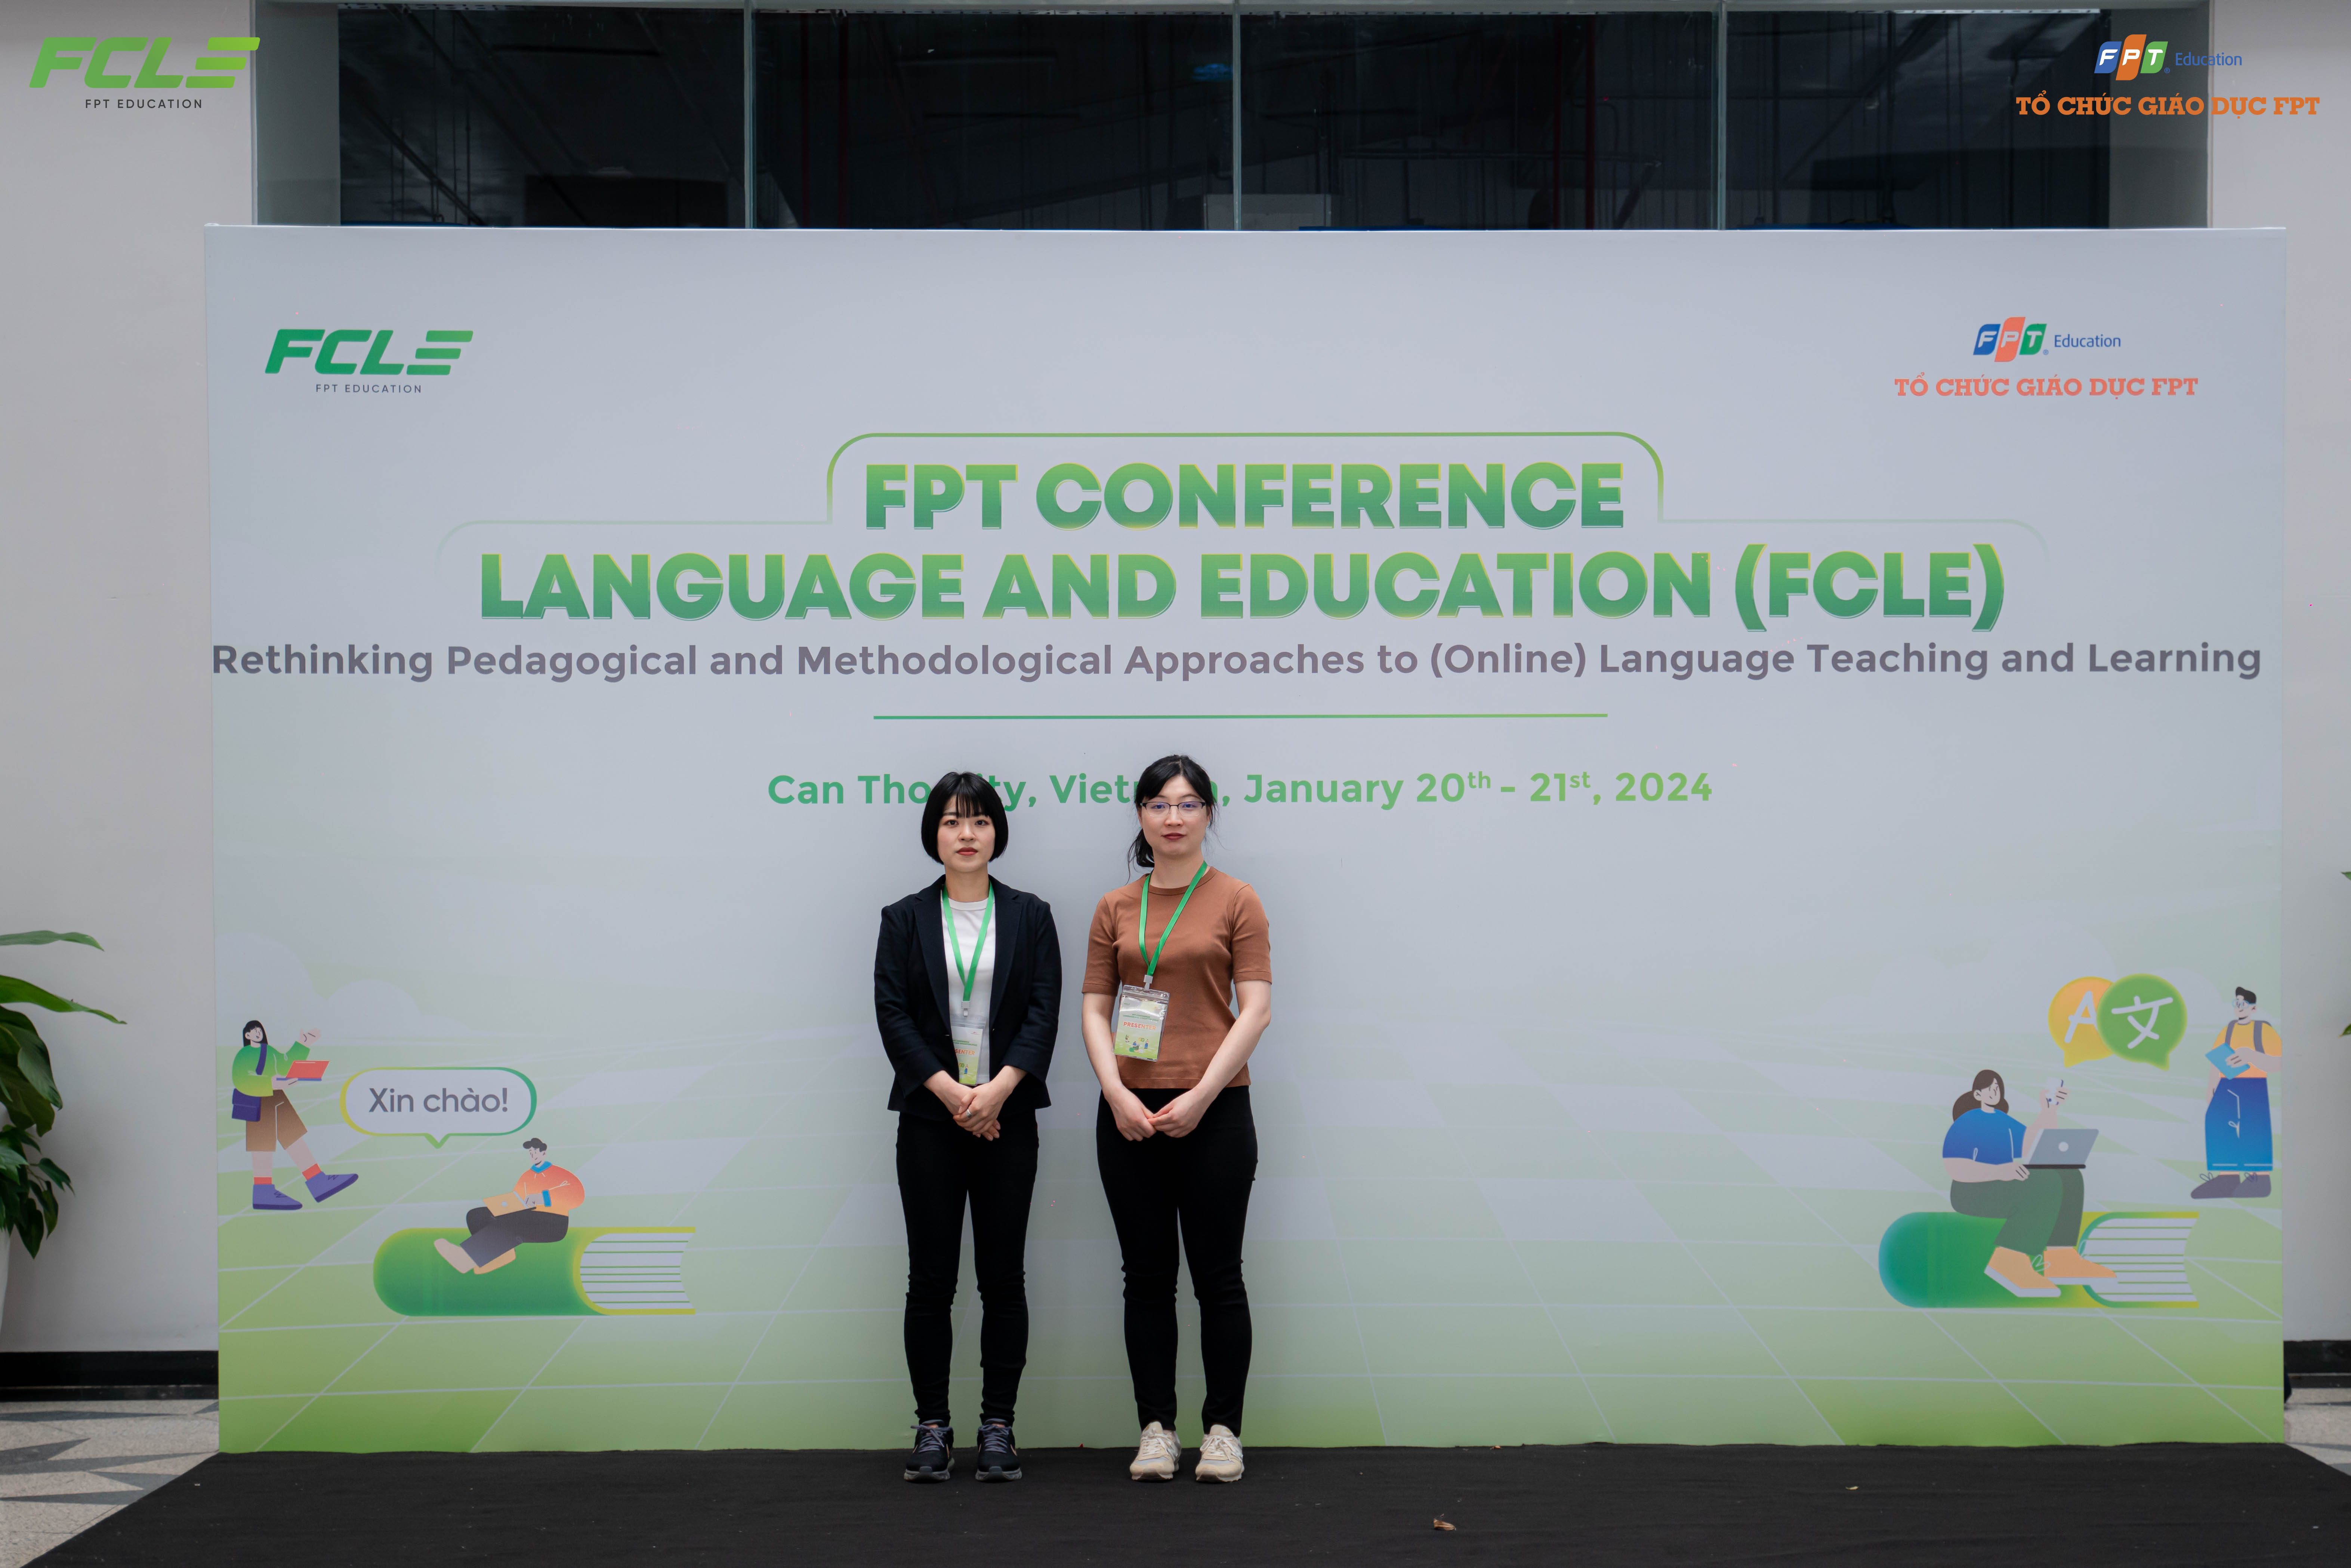 FCLE
FPT EDUCATION
FPT Education
TỔ CHỨC GIÁO DỤC FPT
FCLE
FPT EDUCATION
FPT Education
TỔ CHỨC GIÁO DỤC FPT
FPT CONFERENCE
LANGUAGE AND EDUCATION (FCLE)
Rethinking Pedagogical and Methodological Approaches to (Online) Language Teaching and Learning
Can Tho, January 20th - 21st, 2024
Xin chào!
A 文